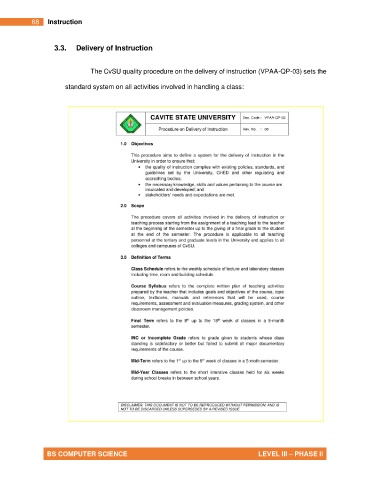 68 Instruction
3.3. Delivery of Instruction
The CvSU quality procedure on the delivery of instruction (VPAA-QP-03) sets the
standard system on all activities involved in handling a class:
CAVITE STATE UNIVERSITY
Doc. Code : VPAA-QP-03
Procedure on Delivery of Instruction
Rev. No. : 00
1.0 Objectives
This procedure aims to define a system for the delivery of instruction in the
University in order to ensure that:
• the quality of instruction complies with existing policies, standards, and
guidelines set by the University, CHED and other regulating and
accrediting bodies.
• the necessary knowledge, skills and values pertaining to the course are
inculcated and developed; and
• stakeholders' needs and expectations are met.
2.0 Scope
The procedure covers all activities involved in the delivery of instruction or
teaching process starting from the assignment of a teaching load to the teacher
at the beginning of the semester up to the giving of a final grade to the student
at the end of the semester. The procedure is applicable to all teaching
personnel at the tertiary and graduate levels in the University and applies to all
colleges and campuses of CvSU.
3.0 Definition of Terms
Class Schedule refers to the weekly schedule of lecture and laboratory classes
including time, room and building schedule.
Course Syllabus refers to the complete written plan of teaching activities
prepared by the teacher that includes goals and objectives of the course, topic
outline, textbooks, manuals and references that will be used, course
requirements, assessment and evaluation measures, grading system, and other
classroom management policies.
Final Term refers to the 9th up to the 18th week of classes in a 5-month
semester.
INC or Incomplete Grade refers to grade given to students whose class
standing is satisfactory or better but failed to submit all major documentary
requirements of the course.
Mid-Term refers to the 1st up to the 9th week of classes in a 5-month semester.
Mid-Year Classes refers to the short intensive classes held for six weeks
during school breaks in between school years.
DISCLAIMER: THIS DOCUMENT IS NOT TO BE REPRODUCED WITHOUT PERMISSION AND IS
NOT TO BE DISCARDED UNLESS SUPERSEDED BY A REVISED ISSUE.
BS COMPUTER SCIENCE LEVEL III – PHASE II